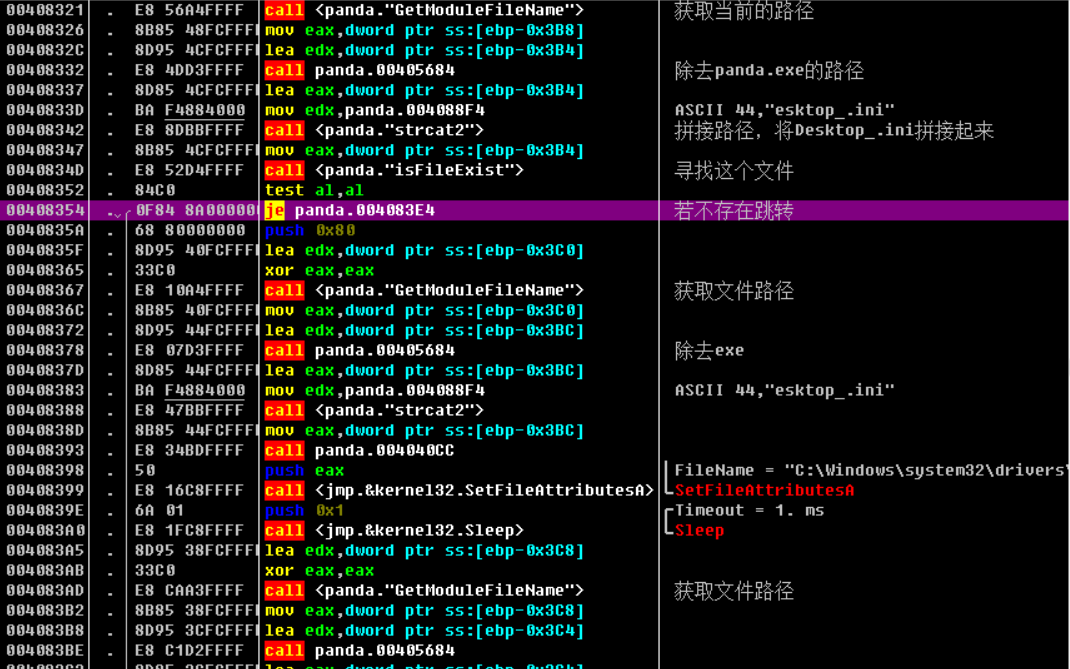 00408321 . E8 56A4FFFF call <panda."GetModuleFileName"> 获取当前的路径
00408326 . 8B85 48FCFFF mov eax,dword ptr ss:[ebp-0x3B8]
0040832C . 8D95 4CFCFFF lea edx,dword ptr ss:[ebp-0x3B4]
00408332 . E8 4DD3FFFF call panda.00405684 除去panda.exe的路径
00408337 . 8D85 4CFCFFF lea eax,dword ptr ss:[ebp-0x3B4]
0040833D . BA F4884000 mov edx,panda.004088F4 ASCII 44,"esktop_.ini"
00408342 . E8 8DBBFFFF call <panda."strcat2"> 拼接路径，将Desktop_.ini拼接起来
00408347 . 8B85 4CFCFFF mov eax,dword ptr ss:[ebp-0x3B4]
0040834D . E8 52D4FFFF call <panda."isFileExist"> 寻找这个文件
00408352 . 84C0 test al,al
00408354 . 0F84 8A00000 je panda.004083E4 若不存在跳转
0040835A . 68 80000000 push 0x80
0040835F . 8D95 40FCFFF lea edx,dword ptr ss:[ebp-0x3C0]
00408365 . 33C0 xor eax,eax
00408367 . E8 10A4FFFF call <panda."GetModuleFileName"> 获取文件路径
0040836C . 8B85 40FCFFF mov eax,dword ptr ss:[ebp-0x3C0]
00408372 . 8D95 44FCFFF lea edx,dword ptr ss:[ebp-0x3BC]
00408378 . E8 07D3FFFF call panda.00405684 除去exe
0040837D . 8D85 44FCFFF lea eax,dword ptr ss:[ebp-0x3BC]
00408383 . BA F4884000 mov edx,panda.004088F4 ASCII 44,"esktop_.ini"
00408388 . E8 47BBFFFF call <panda."strcat2">
0040838D . 8B85 44FCFFF mov eax,dword ptr ss:[ebp-0x3BC]
00408393 . E8 34BDFFFF call panda.004040CC
00408398 . 50 push eax FileName = "C:\Windows\system32\drivers\
00408399 . E8 16C8FFFF call <jmp.&kernel32.SetFileAttributesA> SetFileAttributesA
0040839E . 6A 01 push 0x1 Timeout = 1. ms
004083A0 . E8 1FC8FFFF call <jmp.&kernel32.Sleep> Sleep
004083A5 . 8D95 38FCFFF lea edx,dword ptr ss:[ebp-0x3C8]
004083AB . 33C0 xor eax,eax
004083AD . E8 CAA3FFFF call <panda."GetModuleFileName"> 获取文件路径
004083B2 . 8B85 38FCFFF mov eax,dword ptr ss:[ebp-0x3C8]
004083B8 . 8D95 3CFCFFF lea edx,dword ptr ss:[ebp-0x3C4]
004083BE . E8 C1D2FFFF call panda.00405684